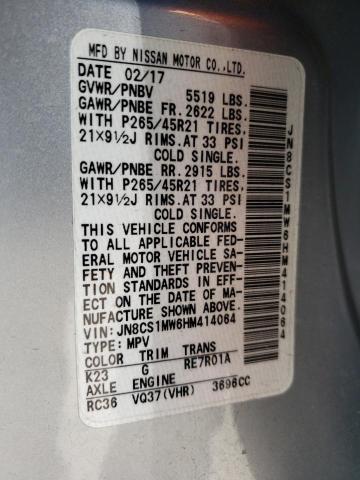 MFD BY NISSAN MOTOR CO.,LTD.
DATE 02/17
GVWR/PNBV 5519 LBS.
GAWR/PNBE FR. 2622 LBS.
WITH P265/45R21 TIRES,
21×9½J RIMS. AT 33 PSI
COLD SINGLE.
GAWR/PNBE RR. 2915 LBS.
WITH P265/45R21 TIRES,
21×9½J RIMS. AT 33 PSI
COLD SINGLE.
THIS VEHICLE CONFORMS
TO ALL APPLICABLE FED-
ERAL MOTOR VEHICLE SA-
FETY AND THEFT PREVEN-
TION STANDARDS IN EFF-
ECT ON THE DATE OF MA-
NUFACTURE SHOWN ABOVE.
VIN: JN8CS1MW6HM414064
TYPE: MPV
COLOR TRIM TRANS
K23 G RE7R01A
AXLE ENGINE
RC36 VQ37(VHR) 3696CC
JN8CS1MW6HM414064